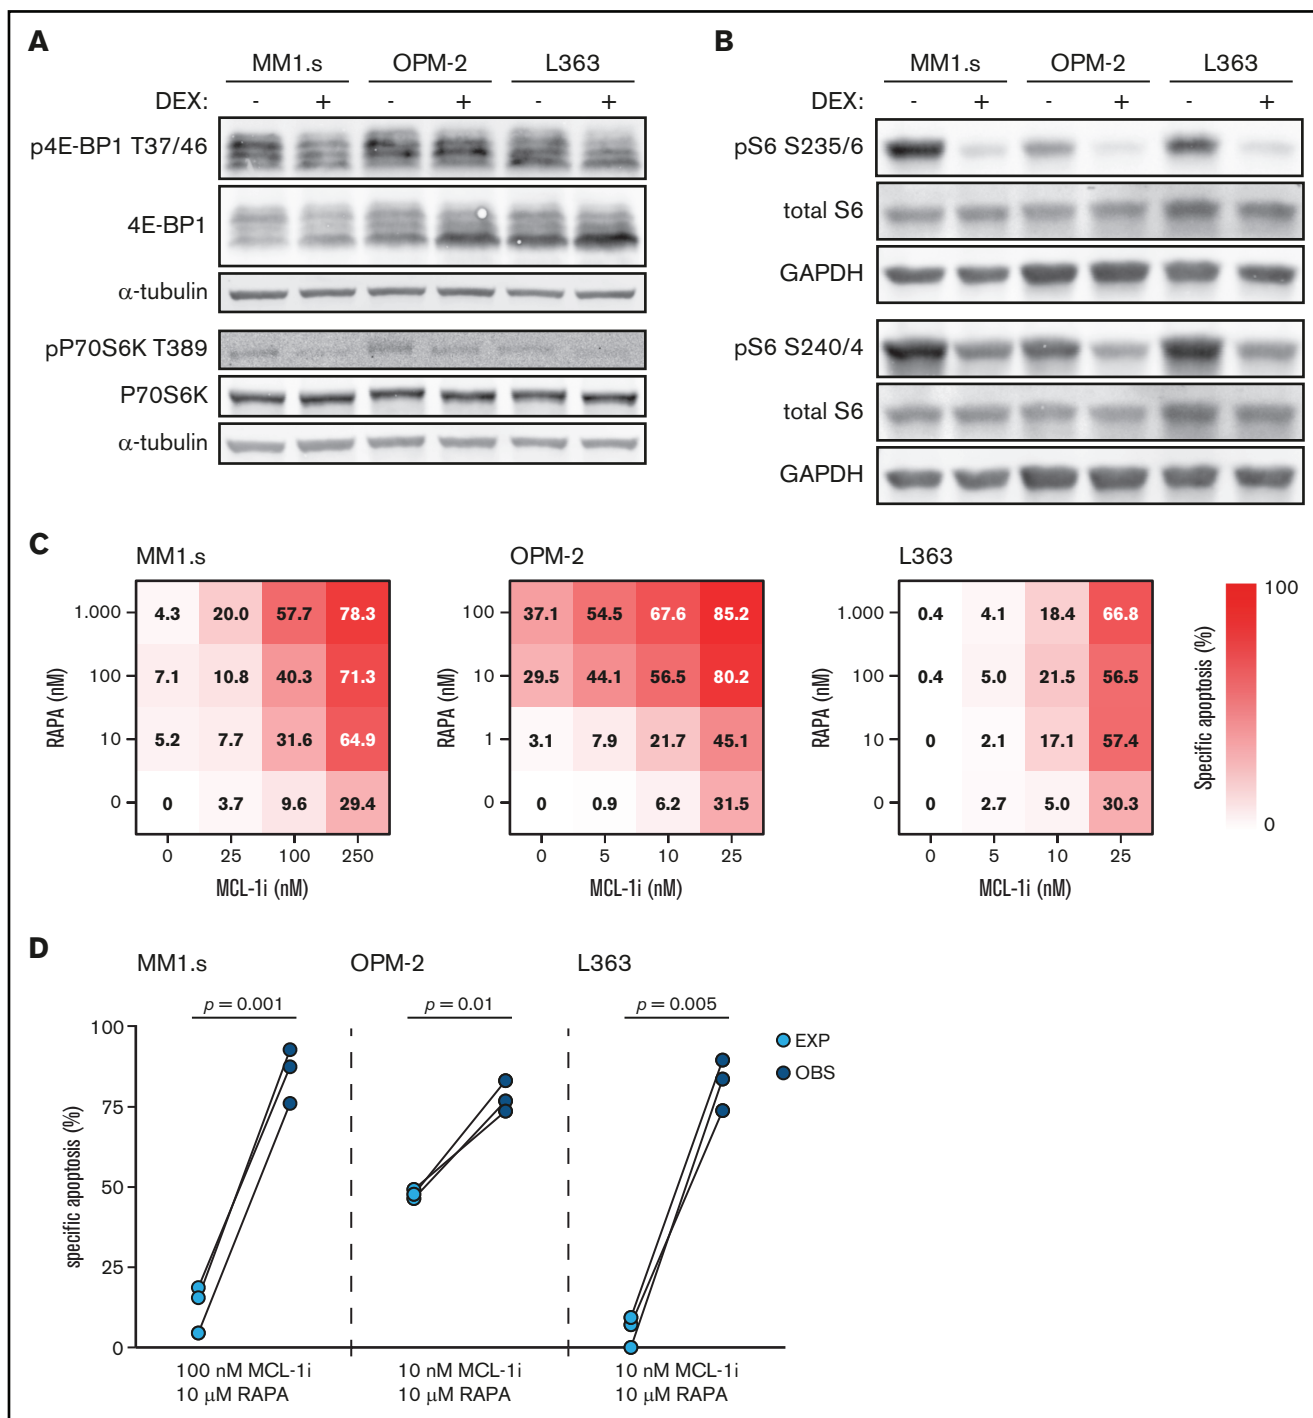 A
MM1.s OPM-2 L363
DEX: - + - + - +
p4E-BP1 T37/46
4E-BP1
α-tubulin
pP70S6K T389
P70S6K
α-tubulin
B
MM1.s OPM-2 L363
DEX: - + - + - +
pS6 S235/6
total S6
GAPDH
pS6 S240/4
total S6
GAPDH
C
MM1.s
RAPA (nM)
1.000 4.3 20.0 57.7 78.3
100 7.1 10.8 40.3 71.3
10 5.2 7.7 31.6 64.9
0 0 3.7 9.6 29.4
0 25 100 250
MCL-1i (nM)
OPM-2
RAPA (nM)
100 37.1 54.5 67.6 85.2
10 29.5 44.1 56.5 80.2
1 3.1 7.9 21.7 45.1
0 0 0.9 6.2 31.5
0 5 10 25
MCL-1i (nM)
L363
RAPA (nM)
1.000 0.4 4.1 18.4 66.8
100 0.4 5.0 21.5 56.5
10 0 2.1 17.1 57.4
0 0 2.7 5.0 30.3
0 5 10 25
MCL-1i (nM)
Specific apoptosis (%)
100
0
D
MM1.s OPM-2 L363
p = 0.001 p = 0.01 p = 0.005
specific apoptosis (%)
100
75
50
25
0
EXP
OBS
100 nM MCL-1i
10 μM RAPA
10 nM MCL-1i
10 μM RAPA
10 nM MCL-1i
10 μM RAPA